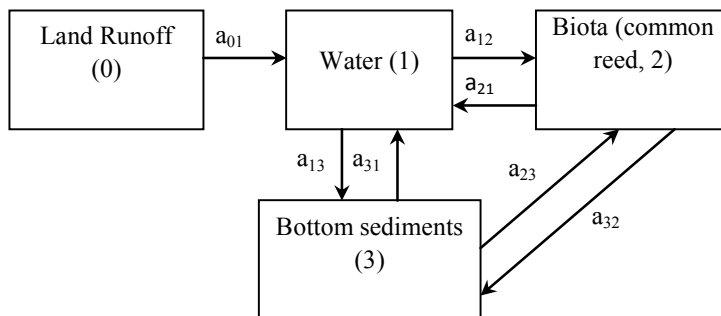 Land Runoff
(0)
a01
Water (1)
a12
a21
Biota (common
reed, 2)
a13
a31
a23
a32
Bottom sediments
(3)